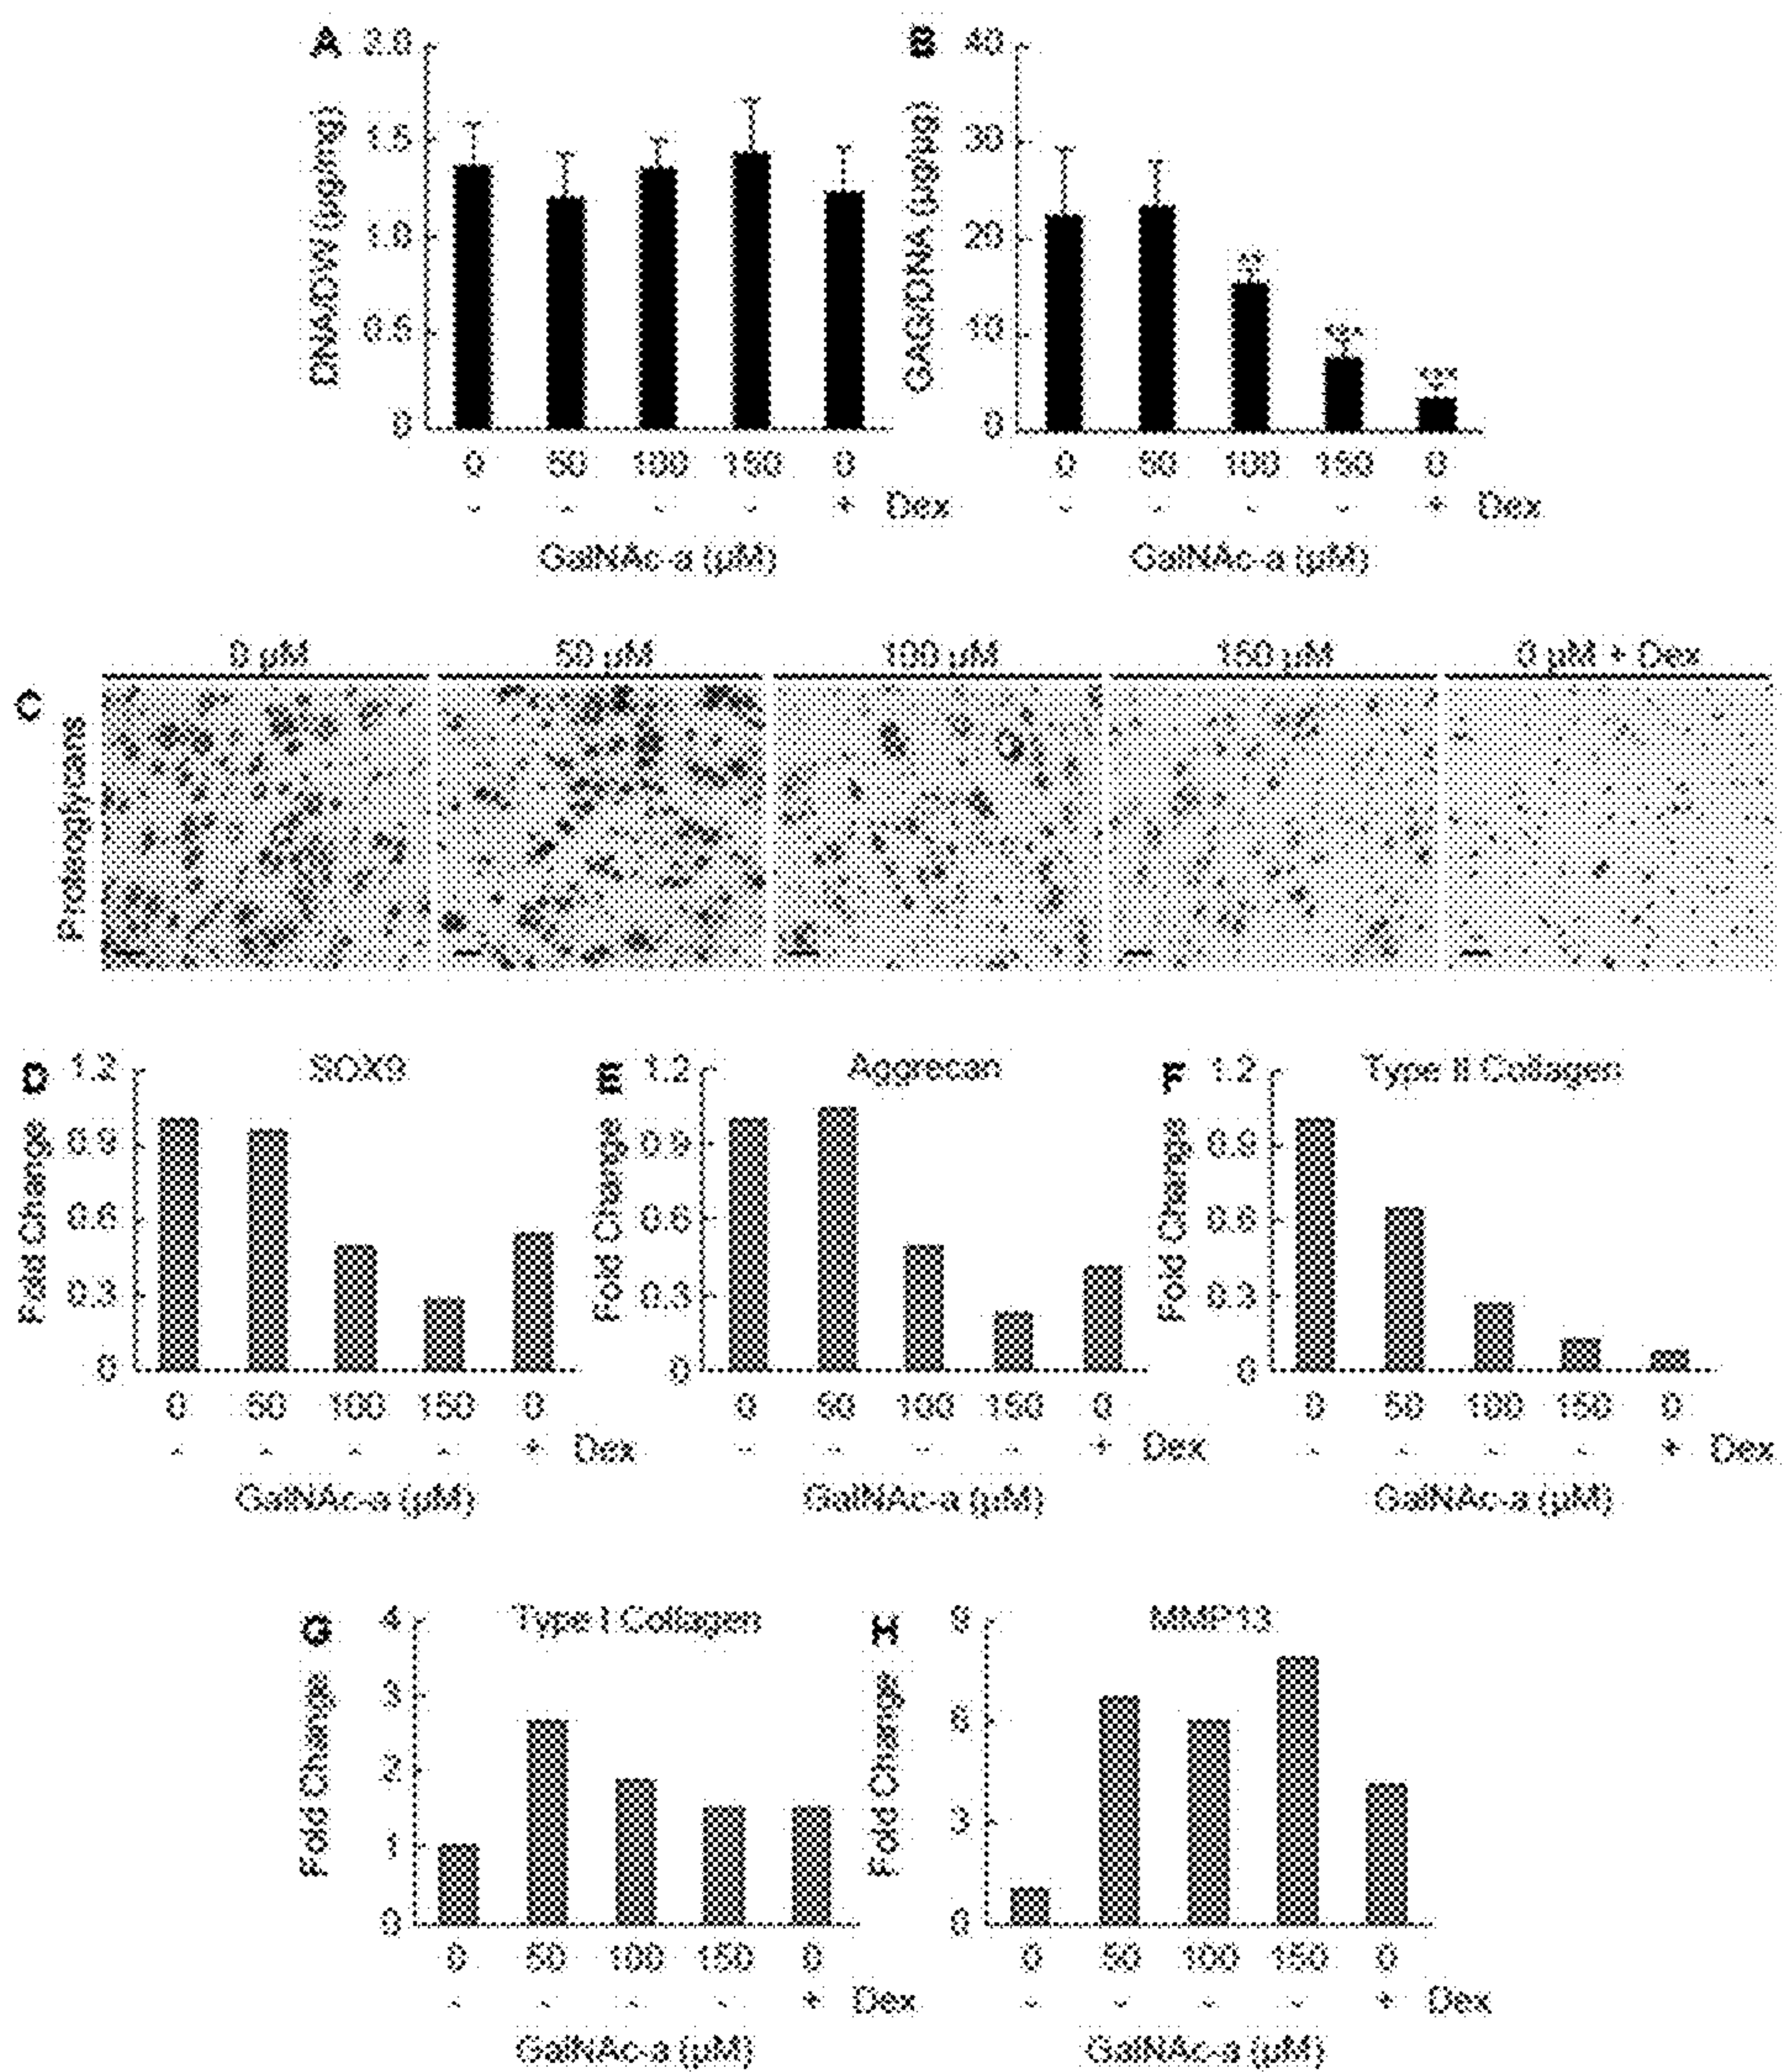 A
DNA/DW (ug/mg)
2.0
1.5
1.0
0.5
0
0 50 100 150 0
- - - - + Dex
GalNAc-a (μM)
B
GAG/DNA (ug/ug)
40
30
20
10
0
** *** ***
0 50 100 150 0
- - - - + Dex
GalNAc-a (μM)
C
Proteoglycans
0 μM 50 μM 100 μM 150 μM 0 μM + Dex
D
SOX9
Fold Change
1.2
0.9
0.6
0.3
0
0 50 100 150 0
- - - - + Dex
GalNAc-a (μM)
E
Aggrecan
Fold Change
1.2
0.9
0.6
0.3
0
0 50 100 150 0
- - - - + Dex
GalNAc-a (μM)
F
Type II Collagen
Fold Change
1.2
0.9
0.6
0.3
0
0 50 100 150 0
- - - - + Dex
GalNAc-a (μM)
G
Type I Collagen
Fold Change
4
3
2
1
0
0 50 100 150 0
- - - - + Dex
GalNAc-a (μM)
H
MMP13
Fold Change
9
6
3
0
0 50 100 150 0
- - - - + Dex
GalNAc-a (μM)